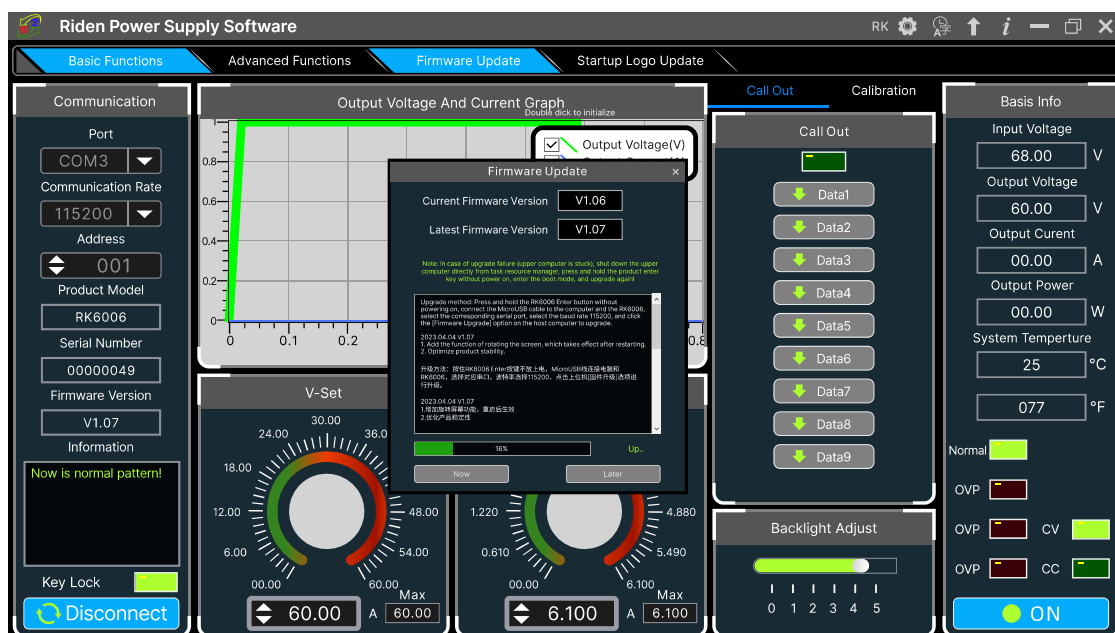 Riden Power Supply Software
RK
Basic Functions
Advanced Functions
Firmware Update
Startup Logo Update
Communication
Port
COM3
Communication Rate
115200
Address
001
Product Model
RK6006
Serial Number
00000049
Firmware Version
V1.07
Information
Now is normal pattern!
Key Lock
Disconnect
Output Voltage And Current Graph
Double dick to initialize
Output Voltage(V)
1
0.8
0.6
0.4
0.2
0
0
0.1
0.2
0.8
Firmware Update
Current Firmware Version
V1.06
Latest Firmware Version
V1.07
Note: in case of upgrade failure (upper computer is stuck), shut down the upper
computer directly from task resource manager, press and hold the product enter
key without power on, enter the boot mode, and upgrade again!
Upgrade method: Press and hold the RK6006 Enter button without
powering on, connect the MicroUSB cable to the computer and the RK6006,
select the corresponding serial port, select the baud rate 115200, and click
the [Firmware Upgrade] option on the host computer to upgrade.
2023.04.04 V1.07
1. Add the function of rotating the screen, which takes effect after restarting.
2. Optimize product stability.
升级方法：按住RK6006 Enter按键不放上电，MicroUSB线连接电脑和
RK6006，选择对应串口，波特率选择115200，点击上位机[固件升级]选项进
行升级。
2023.04.04 V1.07
1.增加旋转屏幕功能，重启后生效
2.优化产品稳定性
16%
Up..
Now
Later
V-Set
30.00
24.00
36.0
18.00
12.00
48.00
6.00
54.00
00.00
60.00
Max
60.00
A
60.00
1.220
4.880
0.610
5.490
00.00
6.100
Max
6.100
A
6.100
Call Out
Calibration
Call Out
Data1
Data2
Data3
Data4
Data5
Data6
Data7
Data8
Data9
Backlight Adjust
0 1 2 3 4 5
Basis Info
Input Voltage
68.00 V
Output Voltage
60.00 V
Output Curent
00.00 A
Output Power
00.00 W
System Temperture
25 °C
077 °F
Normal
OVP
OVP
CV
OVP
CC
ON